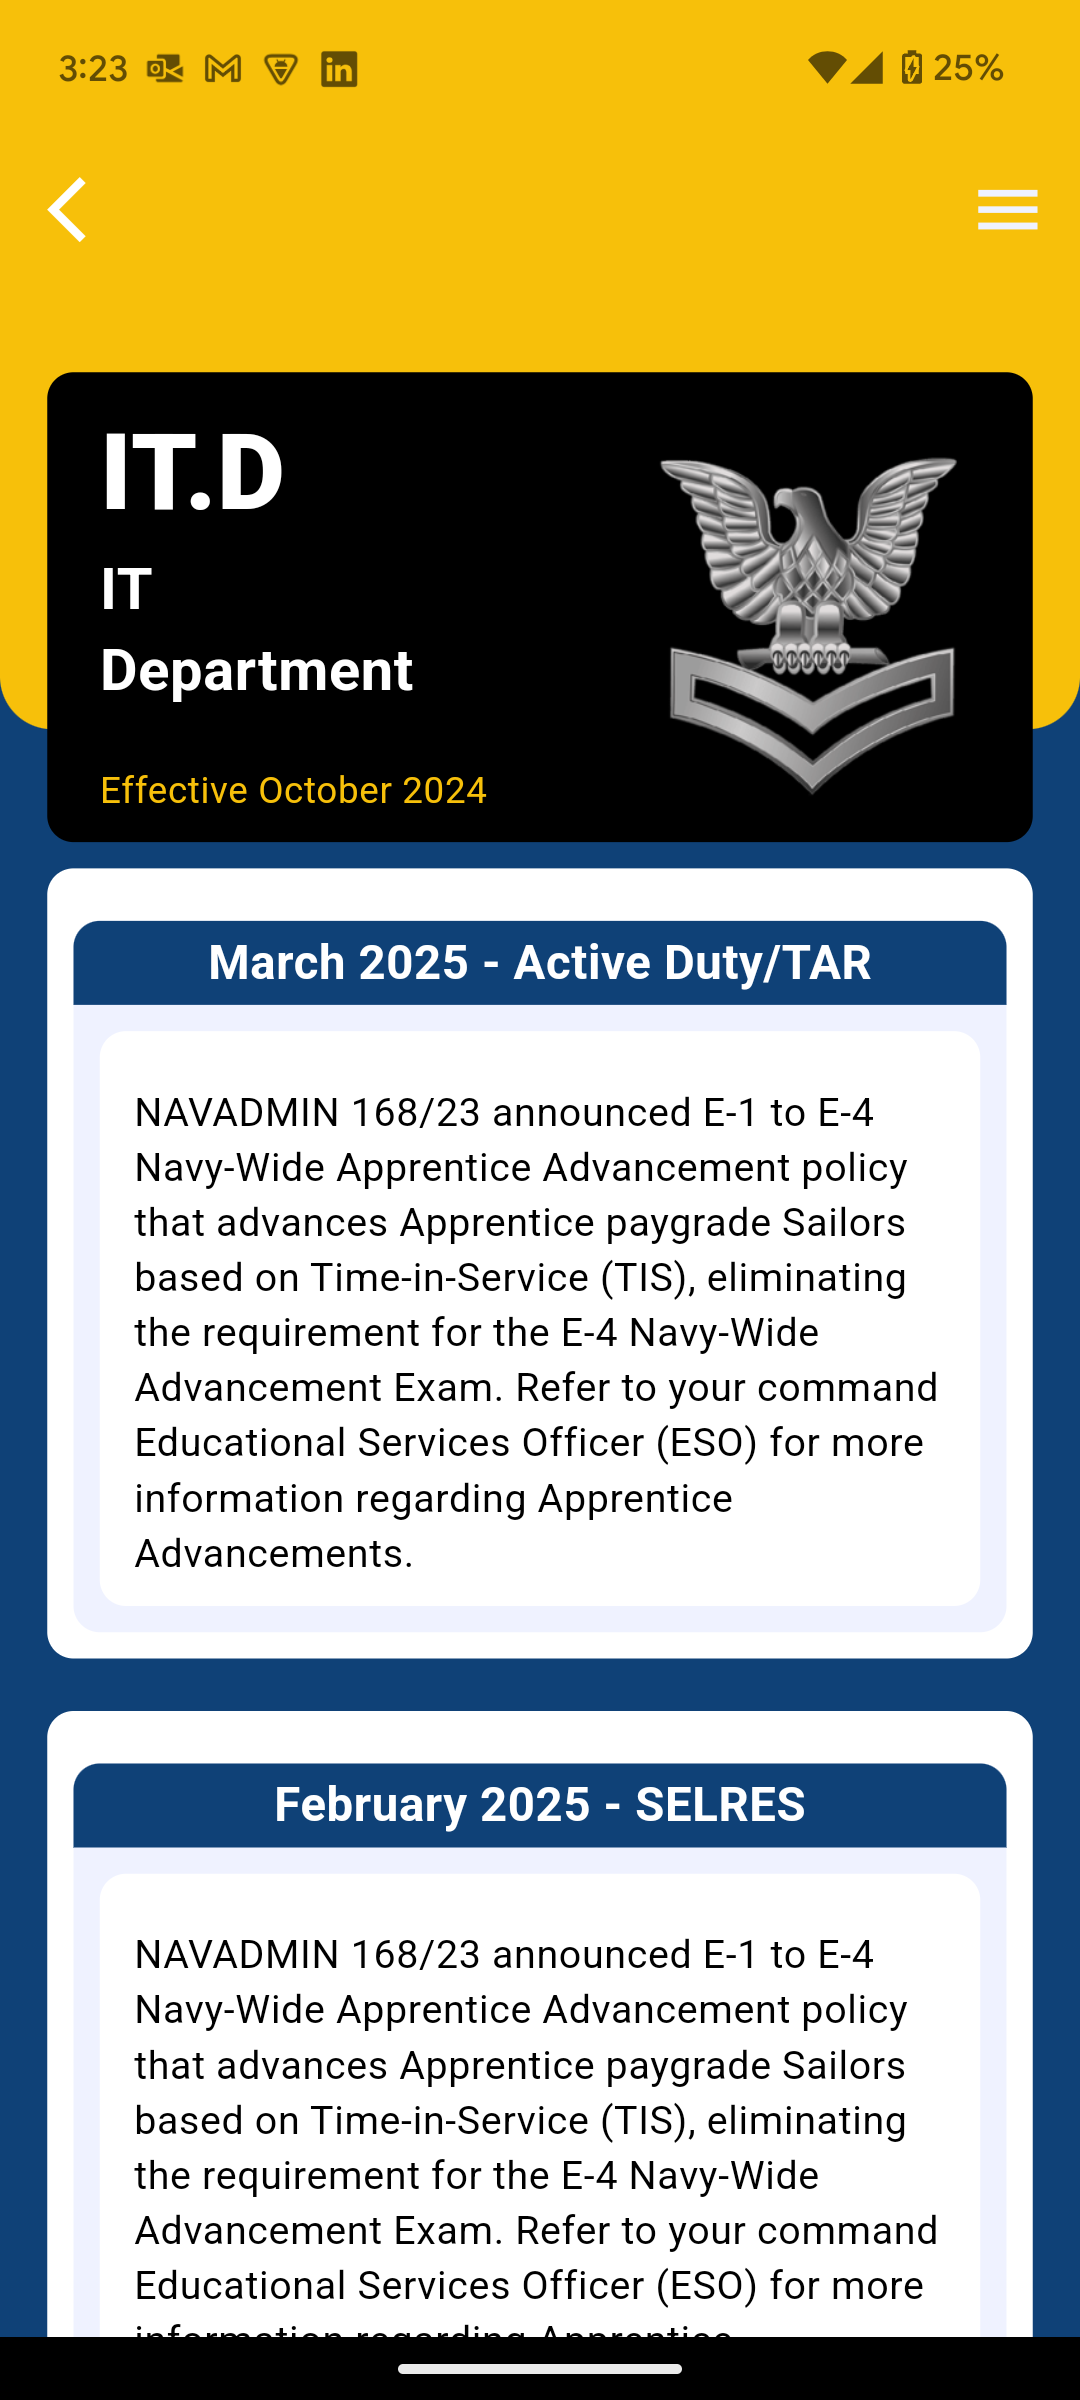 3:23
25%
IT.D
IT
Department
Effective October 2024
March 2025 - Active Duty/TAR
NAVADMIN 168/23 announced E-1 to E-4
Navy-Wide Apprentice Advancement policy
that advances Apprentice paygrade Sailors
based on Time-in-Service (TIS), eliminating
the requirement for the E-4 Navy-Wide
Advancement Exam. Refer to your command
Educational Services Officer (ESO) for more
information regarding Apprentice
Advancements.
February 2025 - SELRES
NAVADMIN 168/23 announced E-1 to E-4
Navy-Wide Apprentice Advancement policy
that advances Apprentice paygrade Sailors
based on Time-in-Service (TIS), eliminating
the requirement for the E-4 Navy-Wide
Advancement Exam. Refer to your command
Educational Services Officer (ESO) for more
information regarding Apprentice